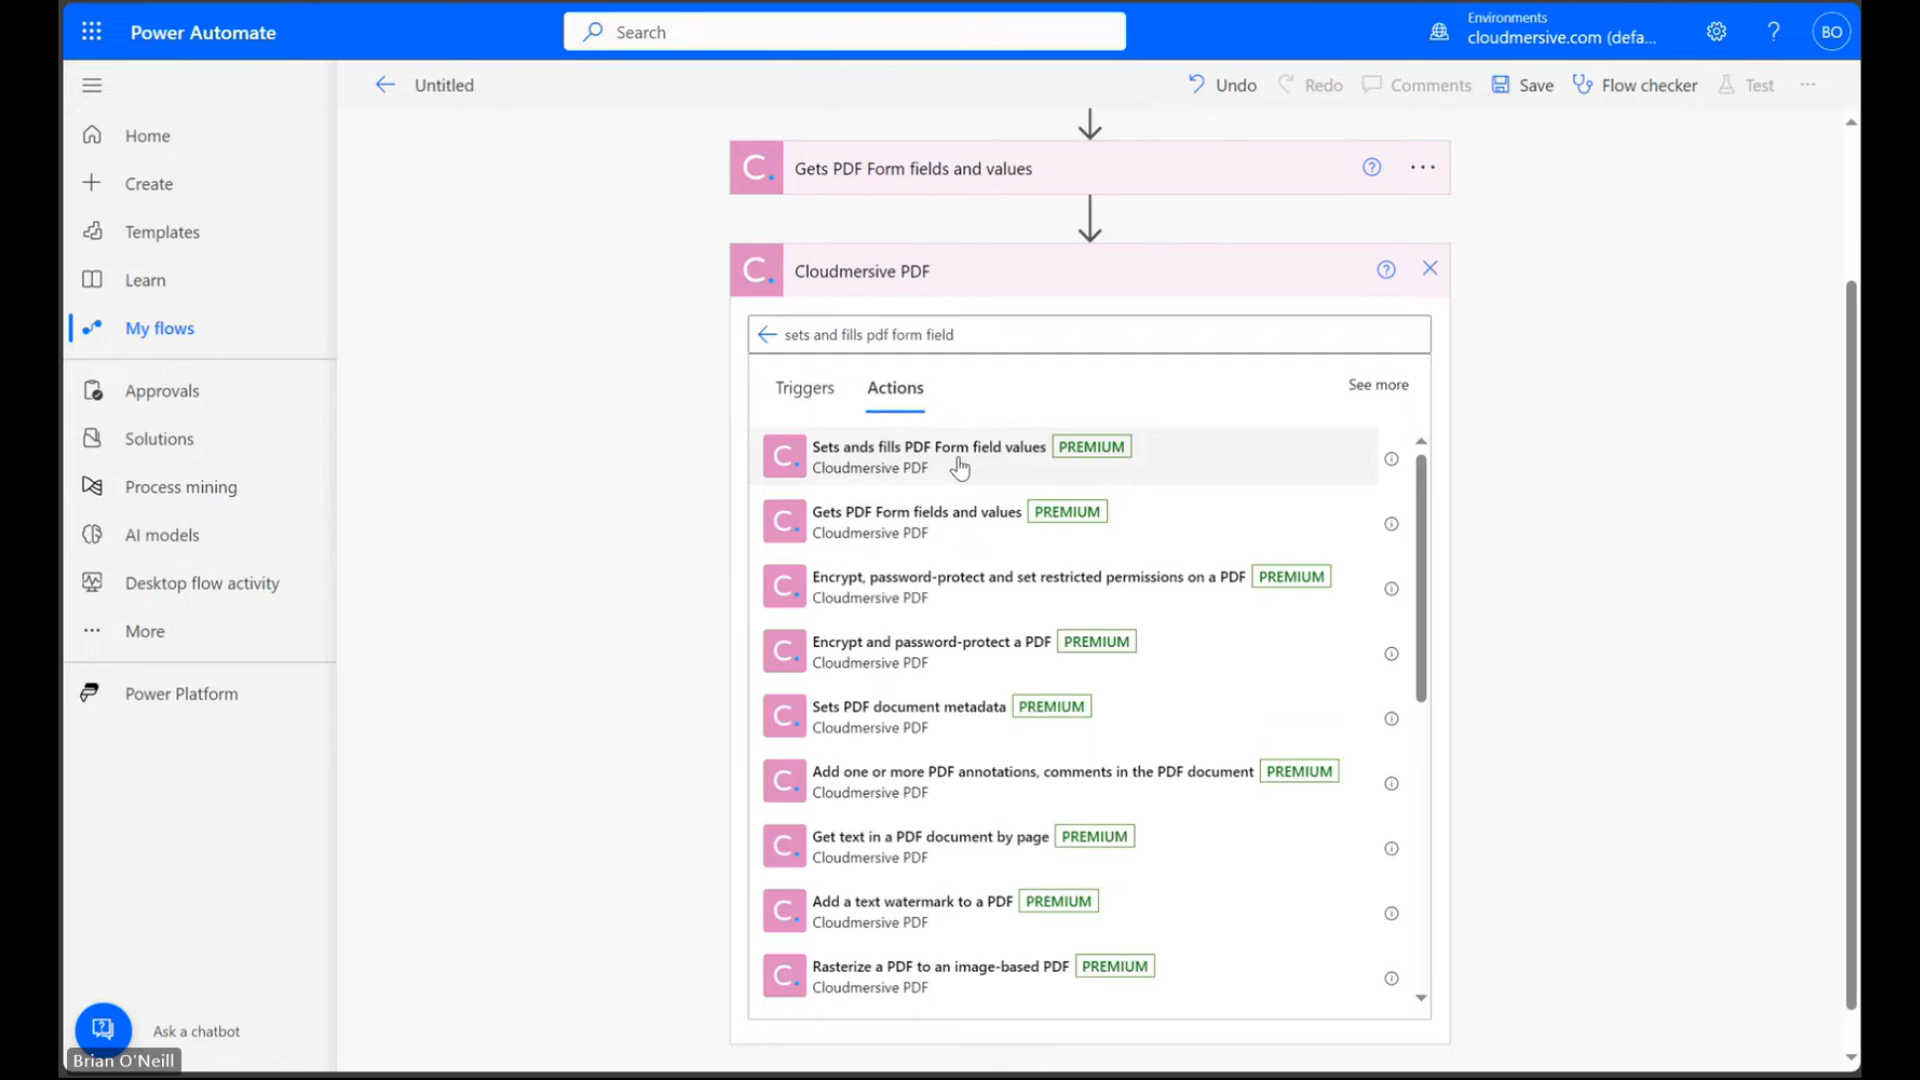 Power Automate
Search
Environments
cloudmersive.com (defa...
?
BO
Untitled
Undo
Redo
Comments
Save
Flow checker
Test
...
Home
Create
Templates
Learn
My flows
Approvals
Solutions
Process mining
AI models
Desktop flow activity
More
Power Platform
Ask a chatbot
Brian O'Neill
C. Gets PDF Form fields and values
C. Cloudmersive PDF
sets and fills pdf form field
Triggers
Actions
See more
C. Sets ands fills PDF Form field values PREMIUM
Cloudmersive PDF
C. Gets PDF Form fields and values PREMIUM
Cloudmersive PDF
C. Encrypt, password-protect and set restricted permissions on a PDF PREMIUM
Cloudmersive PDF
C. Encrypt and password-protect a PDF PREMIUM
Cloudmersive PDF
C. Sets PDF document metadata PREMIUM
Cloudmersive PDF
C. Add one or more PDF annotations, comments in the PDF document PREMIUM
Cloudmersive PDF
C. Get text in a PDF document by page PREMIUM
Cloudmersive PDF
C. Add a text watermark to a PDF PREMIUM
Cloudmersive PDF
C. Rasterize a PDF to an image-based PDF PREMIUM
Cloudmersive PDF